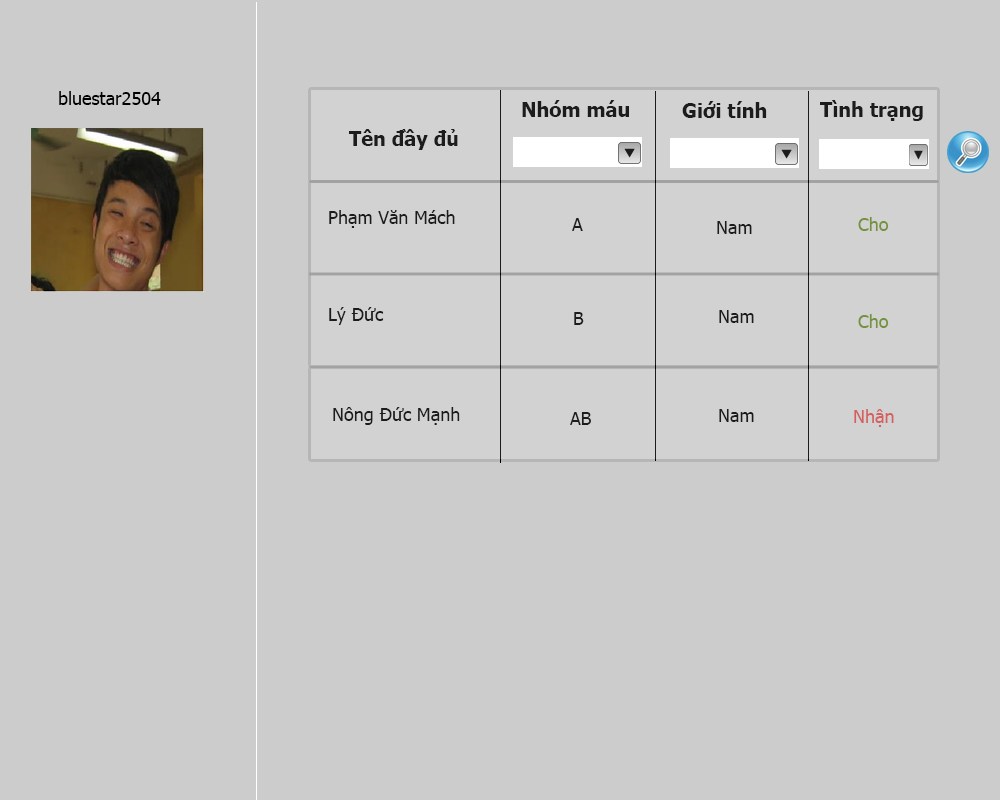 bluestar2504
Tên đầy đủ
Nhóm máu
Giới tính
Tình trạng
Phạm Văn Mách
A
Nam
Cho
Lý Đức
B
Nam
Cho
Nông Đức Mạnh
AB
Nam
Nhận